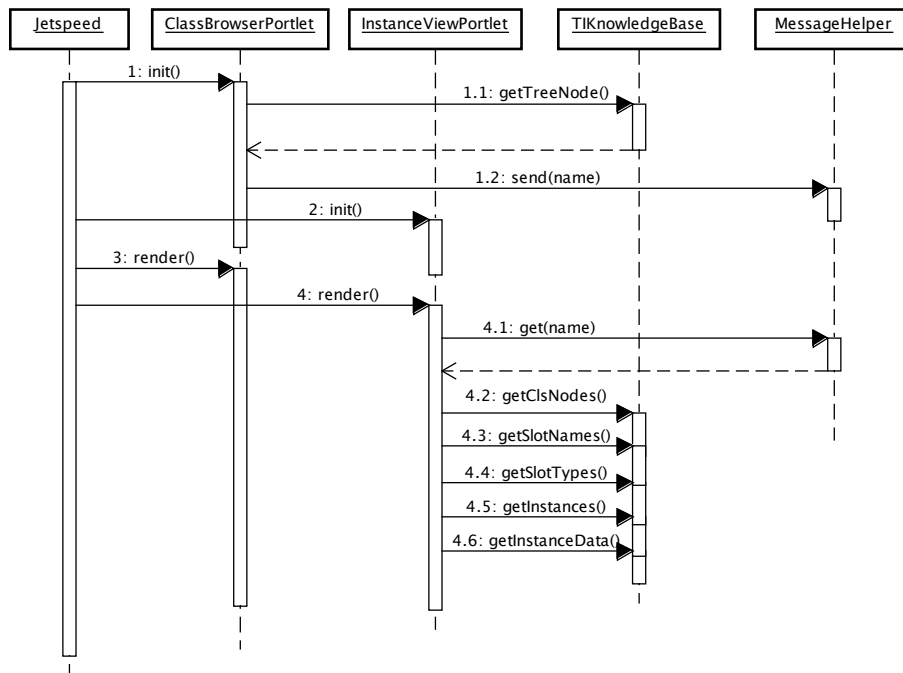 Jetspeed
ClassBrowserPortlet
InstanceViewPortlet
TIKnowledgeBase
MessageHelper
1: init()
1.1: getTreeNode()
1.2: send(name)
2: init()
3: render()
4: render()
4.1: get(name)
4.2: getClsNodes()
4.3: getSlotNames()
4.4: getSlotTypes()
4.5: getInstances()
4.6: getInstanceData()